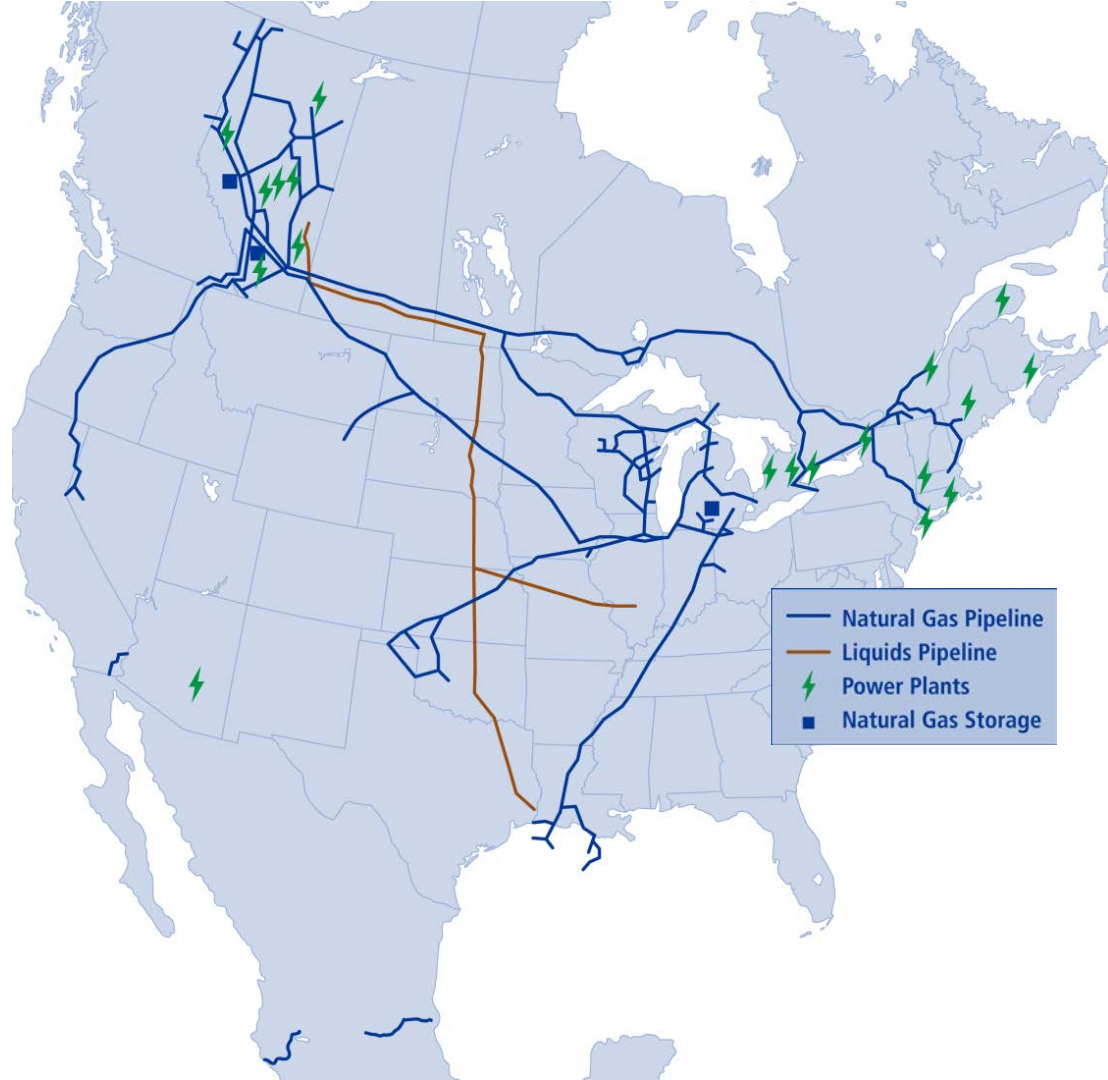 Natural Gas Pipeline
Liquids Pipeline
Power Plants
Natural Gas Storage